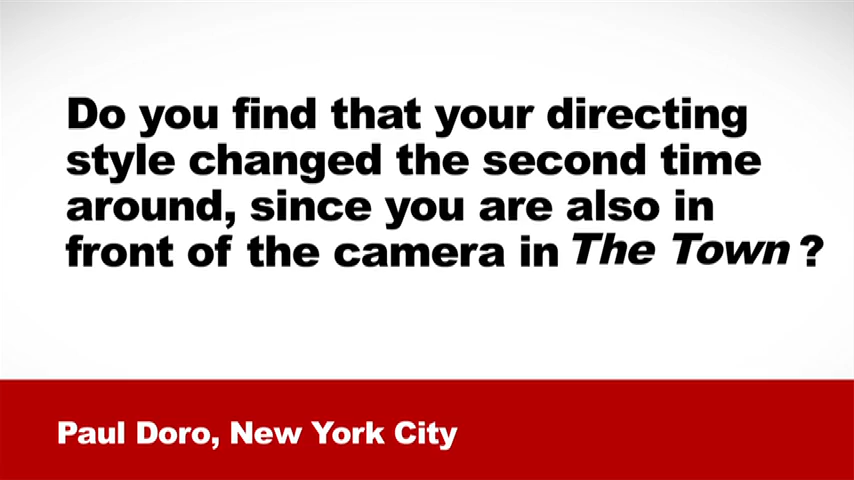 Do you find that your directing
style changed the second time
around, since you are also in
front of the camera in The Town ?
Paul Doro, New York City